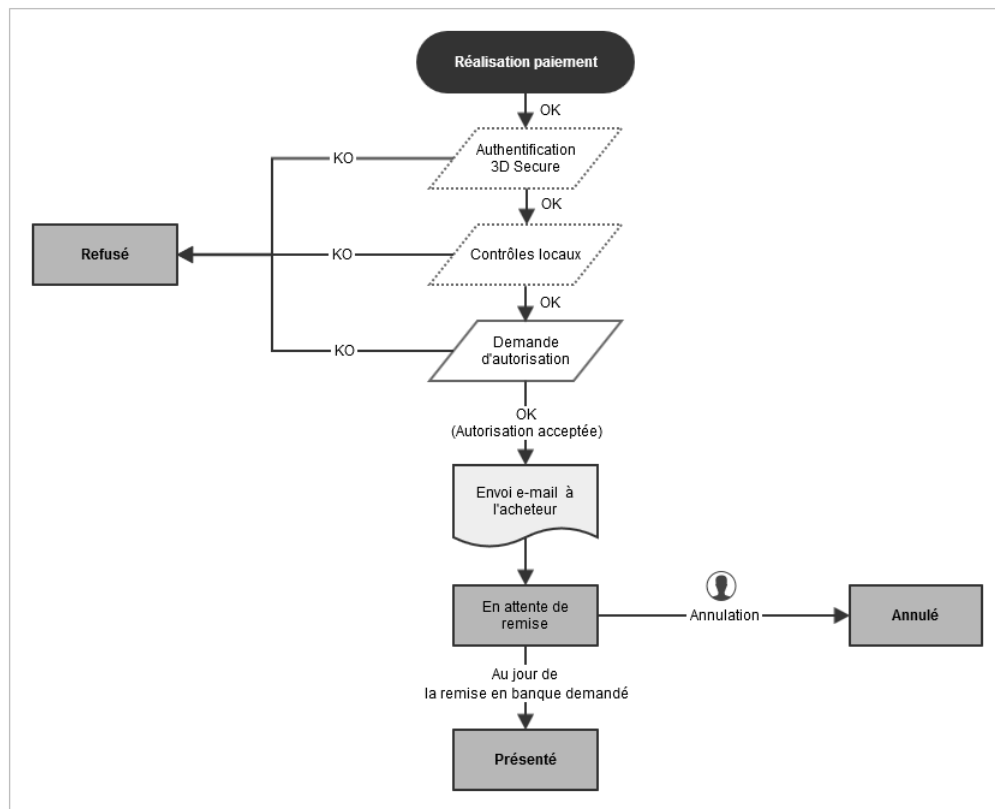 Réalisation paiement
OK
Authentification
3D Secure
KO
OK
Refusé
KO
Contrôles locaux
OK
KO
Demande
d'autorisation
OK
(Autorisation acceptée)
Envoi e-mail à
l'acheteur
En attente de
remise
Annulation
Annulé
Au jour de
la remise en banque demandé
Présenté